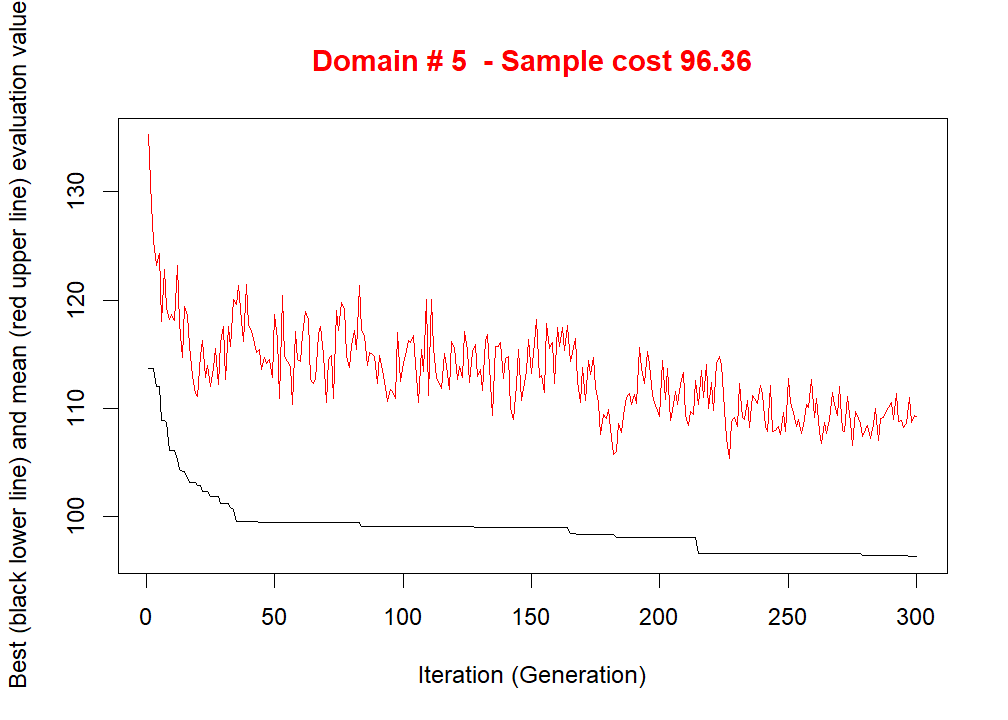 Domain # 5  - Sample cost 96.36
Best (black lower line) and mean (red upper line) evaluation value
130
120
110
100
0 50 100 150 200 250 300
Iteration (Generation)